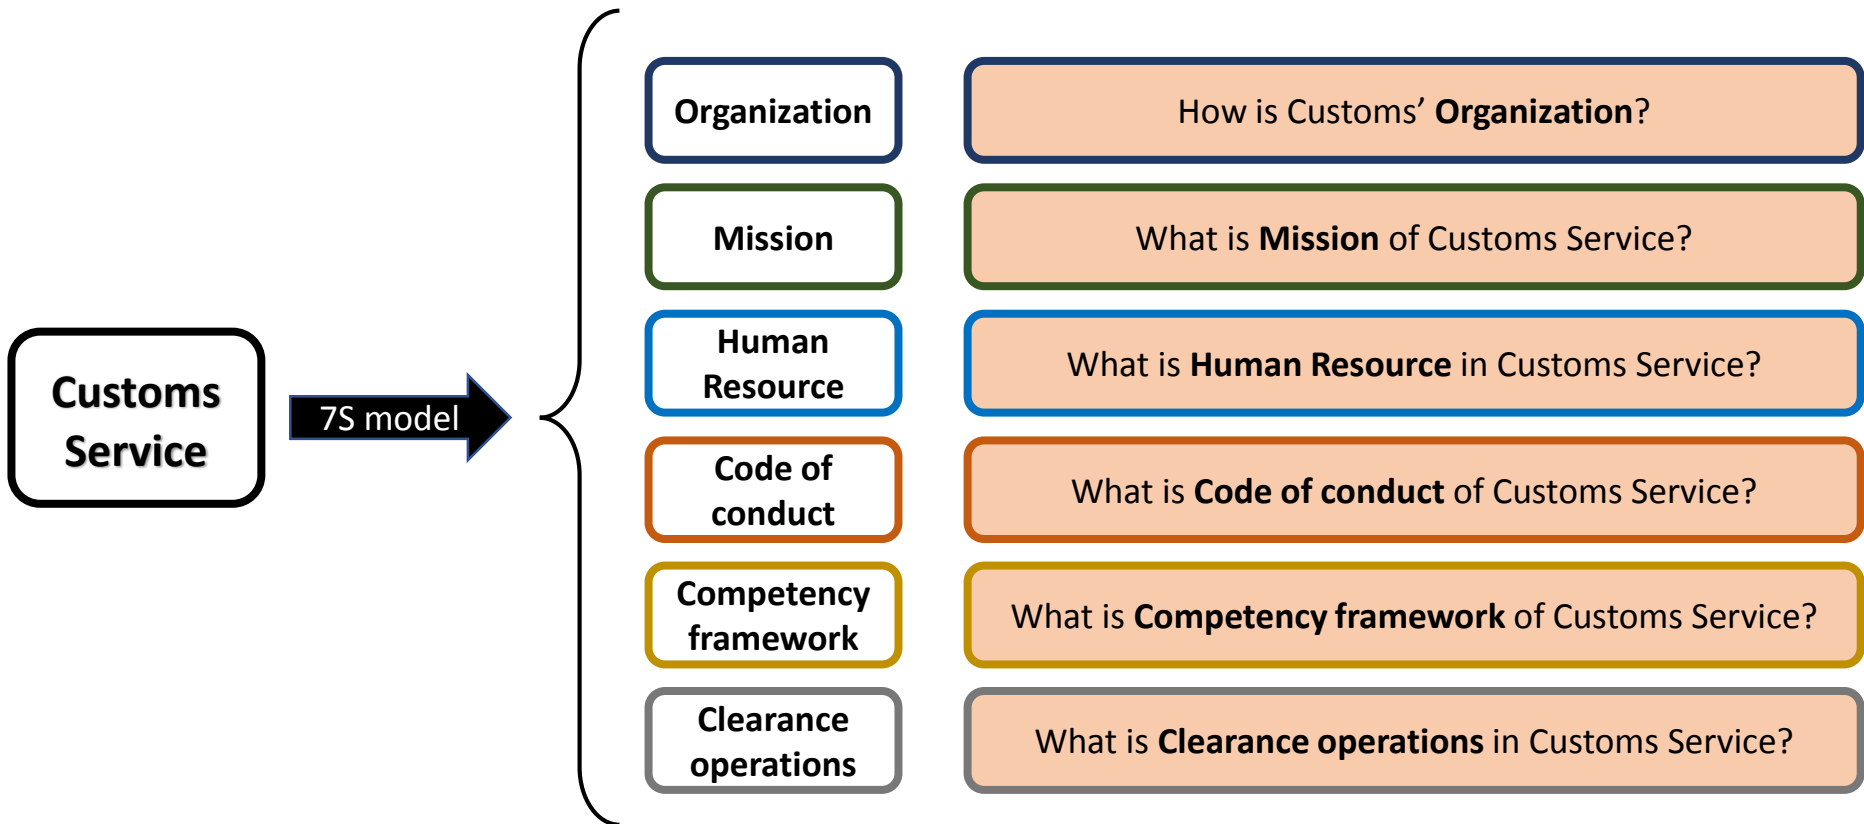 Customs
Service
7S model
Organization
How is Customs’ Organization?
Mission
What is Mission of Customs Service?
Human
Resource
What is Human Resource in Customs Service?
Code of
conduct
What is Code of conduct of Customs Service?
Competency
framework
What is Competency framework of Customs Service?
Clearance
operations
What is Clearance operations in Customs Service?